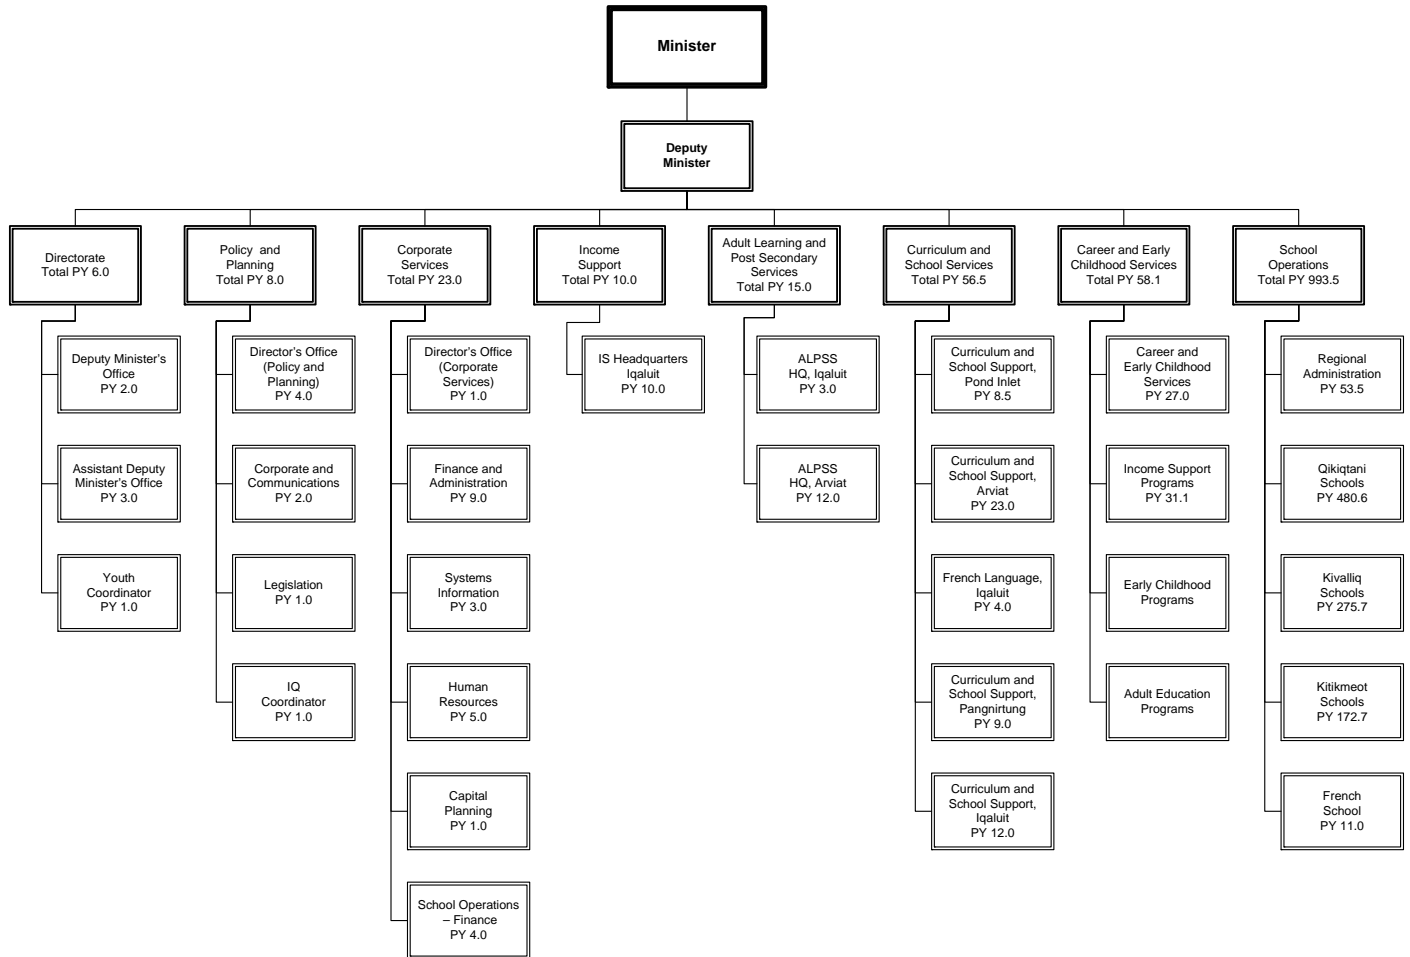 Minister
Deputy
Minister
Directorate
Total PY 6.0
Policy and
Planning
Total PY 8.0
Corporate
Services
Total PY 23.0
Income
Support
Total PY 10.0
Adult Learning and
Post Secondary
Services
Total PY 15.0
Curriculum and
School Services
Total PY 56.5
Career and Early
Childhood Services
Total PY 58.1
School
Operations
Total PY 993.5
Deputy Minister's
Office
PY 2.0
Assistant Deputy
Minister's Office
PY 3.0
Youth
Coordinator
PY 1.0
Director's Office
(Policy and
Planning)
PY 4.0
Corporate and
Communications
PY 2.0
Legislation
PY 1.0
IQ
Coordinator
PY 1.0
Director's Office
(Corporate
Services)
PY 1.0
Finance and
Administration
PY 9.0
Systems
Information
PY 3.0
Human
Resources
PY 5.0
Capital
Planning
PY 1.0
School Operations
– Finance
PY 4.0
IS Headquarters
Iqaluit
PY 10.0
ALPSS
HQ, Iqaluit
PY 3.0
ALPSS
HQ, Arviat
PY 12.0
Curriculum and
School Support,
Pond Inlet
PY 8.5
Curriculum and
School Support,
Arviat
PY 23.0
French Language,
Iqaluit
PY 4.0
Curriculum and
School Support,
Pangnirtung
PY 9.0
Curriculum and
School Support,
Iqaluit
PY 12.0
Career and
Early Childhood
Services
PY 27.0
Income Support
Programs
PY 31.1
Early Childhood
Programs
Adult Education
Programs
Regional
Administration
PY 53.5
Qikiqtani
Schools
PY 480.6
Kivalliq
Schools
PY 275.7
Kitikmeot
Schools
PY 172.7
French
School
PY 11.0